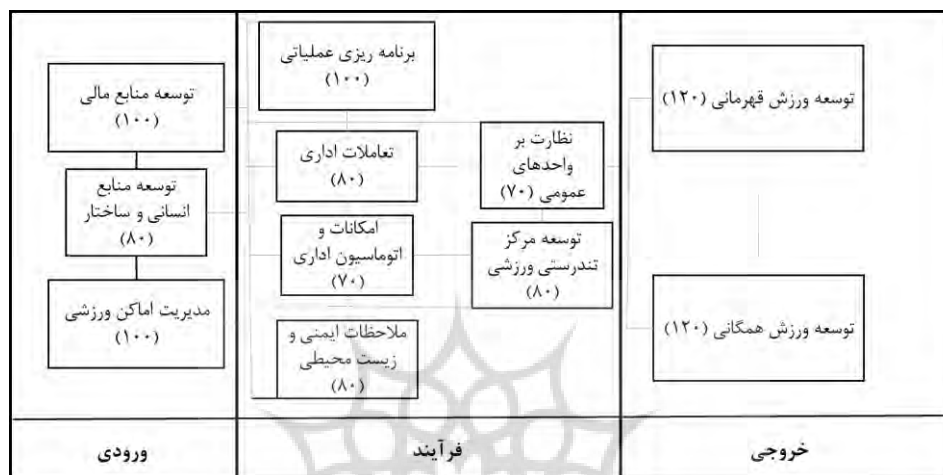 توسعه منابع مالی
(۱۰۰)
توسعه منابع
انسانی و ساختار
(۸۰)
مدیریت اماکن ورزشی
(۱۰۰)
برنامه ریزی عملیاتی
(۱۰۰)
تعاملات اداری
(۸۰)
امکانات و
اتوماسیون اداری
(۷۰)
ملاحظات ایمنی و
زیست محیطی
(۸۰)
نظارت بر
واحدهای
عمومی (۷۰)
توسعه مرکز
تندرستی ورزشی
(۸۰)
توسعه ورزش قهرمانی (۱۲۰)
توسعه ورزش همگانی (۱۲۰)
ورودی
فرآیند
خروجی